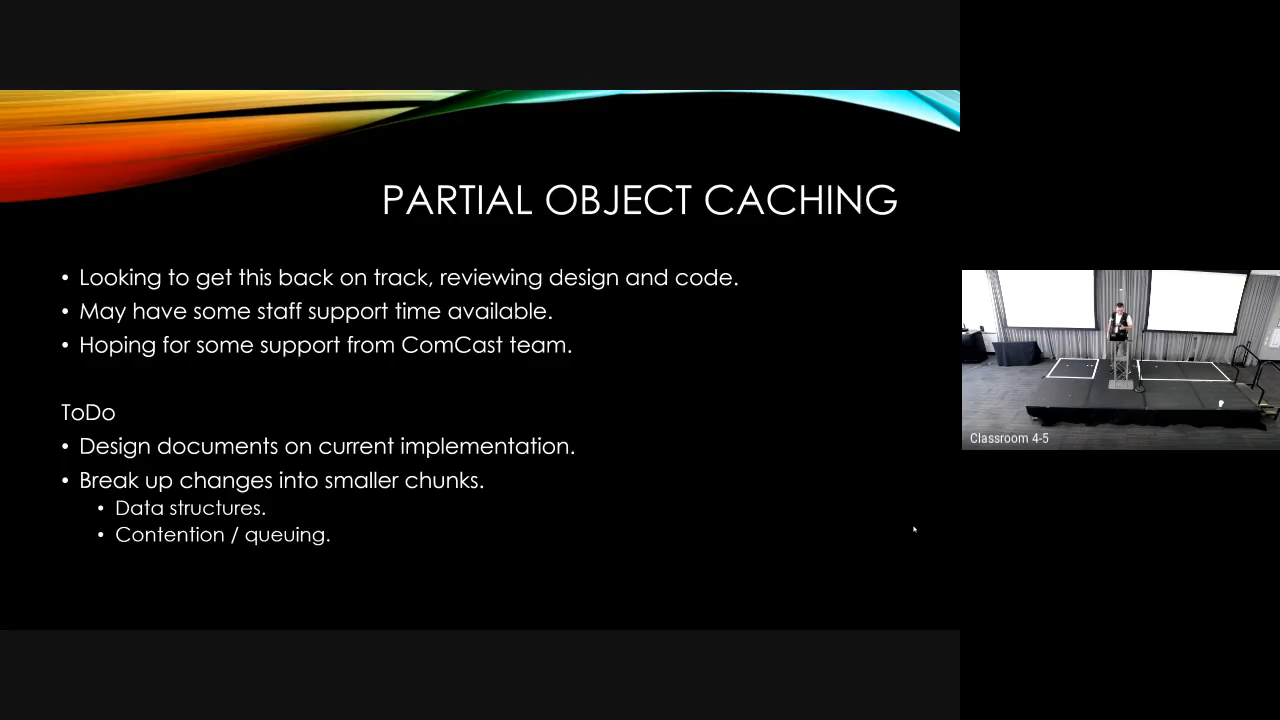 PARTIAL OBJECT CACHING
• Looking to get this back on track, reviewing design and code.
• May have some staff support time available.
• Hoping for some support from ComCast team.
ToDo
• Design documents on current implementation.
• Break up changes into smaller chunks.
• Data structures.
• Contention / queuing.
Classroom 4-5